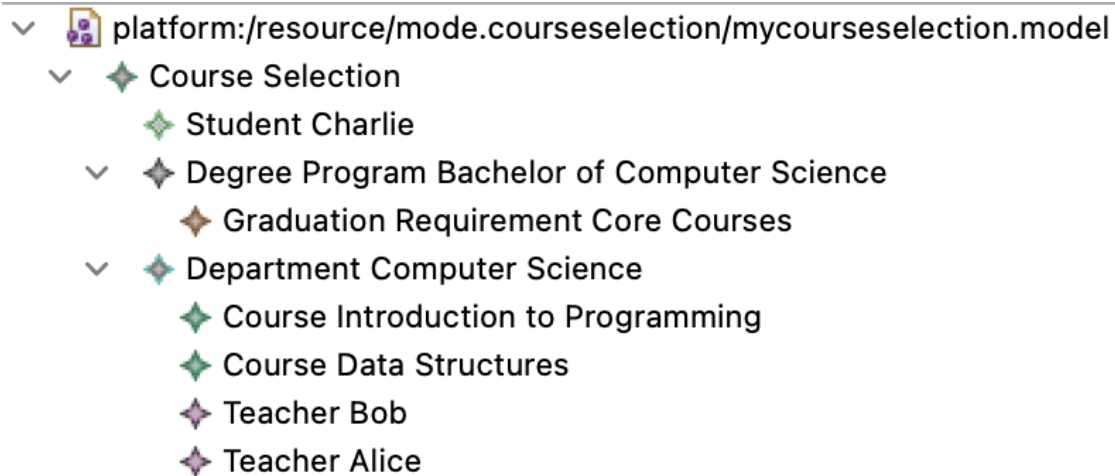 platform:/resource/mode.courseselection/mycourseselection.model
Course Selection
Student Charlie
Degree Program Bachelor of Computer Science
Graduation Requirement Core Courses
Department Computer Science
Course Introduction to Programming
Course Data Structures
Teacher Bob
Teacher Alice